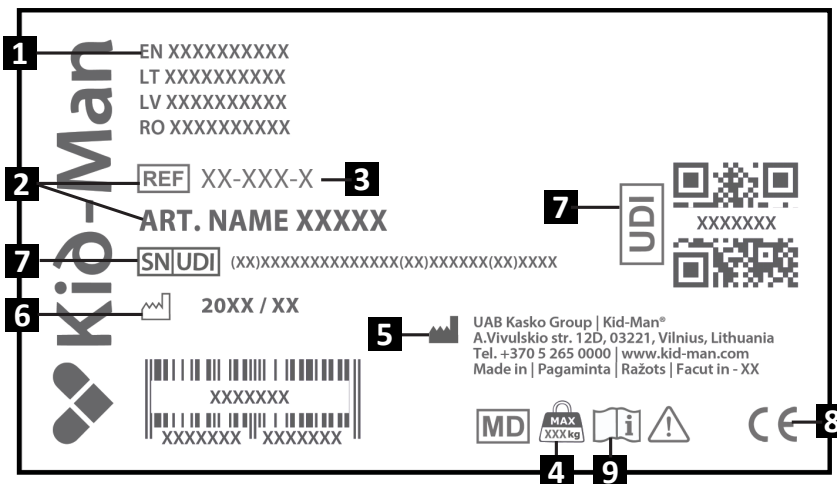 1
EN XXXXXXXXXX
LT XXXXXXXXXX
LV XXXXXXXXXX
RO XXXXXXXXXX
Kid-Man
2
REF XX-XXX-X 3
ART. NAME XXXXX
7
SN UDI (XX)XXXXXXXXXXXXXX(XX)XXXXXX(XX)XXXX
6
20XX / XX
7
UDI
XXXXXXX
5
UAB Kasko Group | Kid-Man®
A.Vivulskio str. 12D, 03221, Vilnius, Lithuania
Tel. +370 5 265 0000 | www.kid-man.com
Made in | Pagaminta | Ražots | Facut in - XX
XXXXXXX
XXXXXXX XXXXXXX
MD
MAX
XXX kg
i
CE
8
4
9